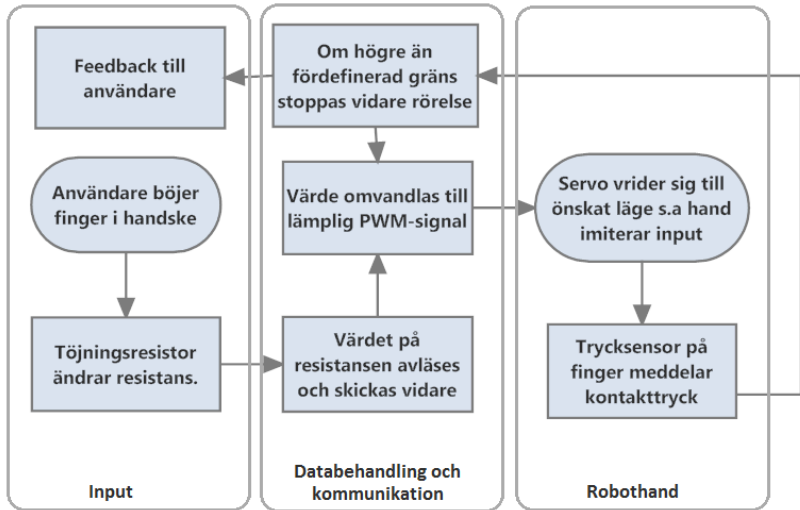 Feedback till
användare
Användare böjer
finger i handske
Töjningsresistor
ändrar resistans.
Input
Om högre än
fördefinerad gräns
stoppas vidare rörelse
Värde omvandlas till
lämplig PWM-signal
Värdet på
resistansen avläses
och skickas vidare
Databehandling och
kommunikation
Servo vrider sig till
önskat läge s.a hand
imiterar input
Trycksensor på
finger meddelar
kontakttryck
Robothand